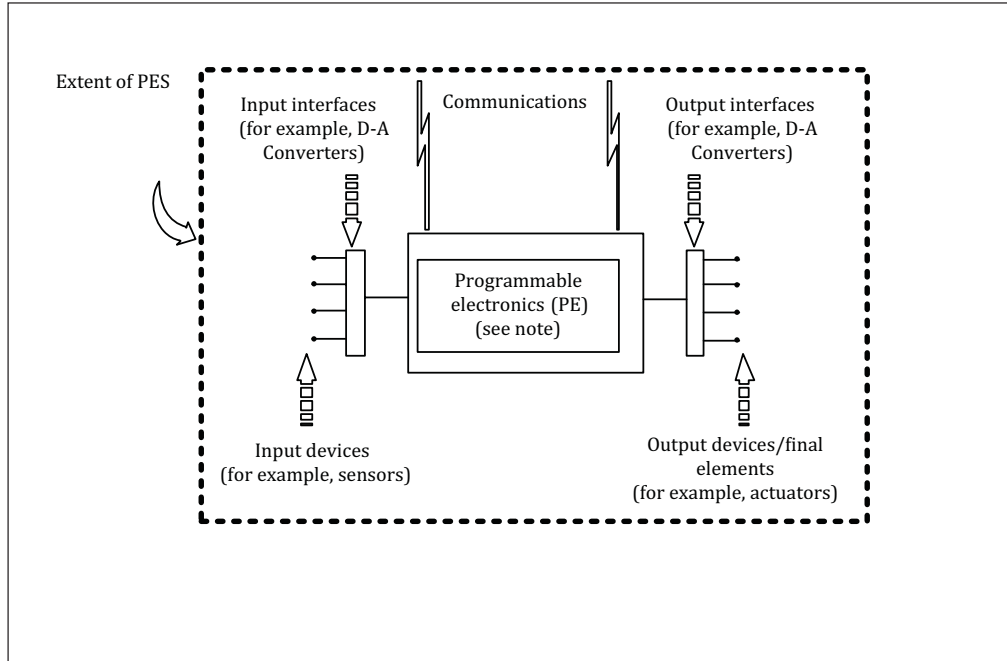 Extent of PES
Input interfaces
(for example, D-A
Converters)
Communications
Output interfaces
(for example, D-A
Converters)
Programmable
electronics (PE)
(see note)
Input devices
(for example, sensors)
Output devices/final
elements
(for example, actuators)